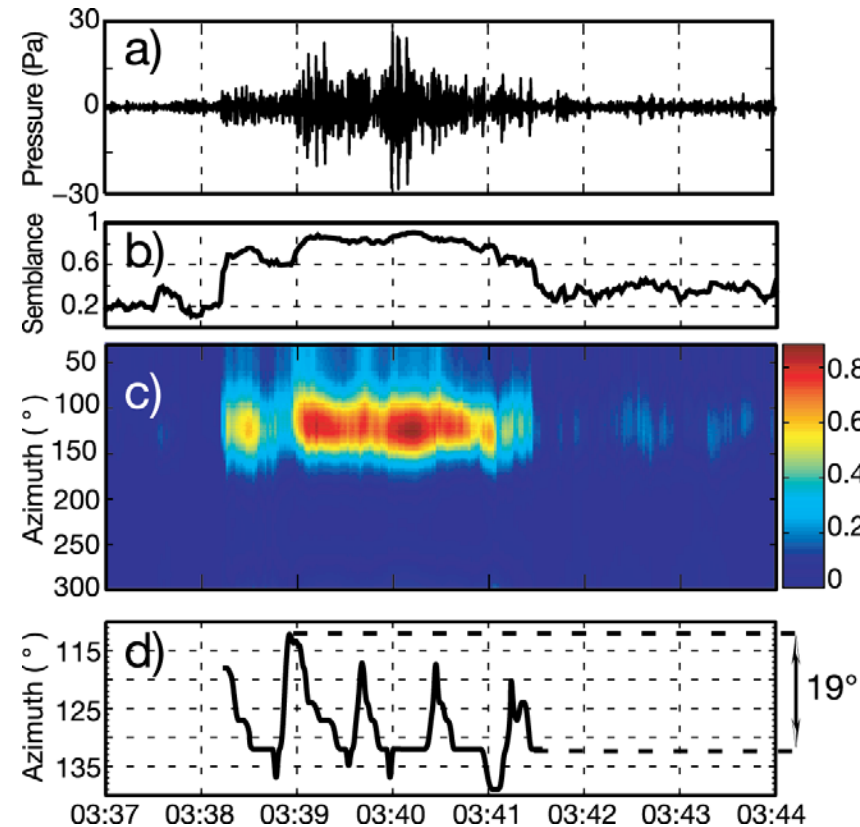 30
a)
Pressure (Pa)
0
−30
1
b)
Semblance
0.6
0.2
50
c)
100
Azimuth ( ° )
150
200
250
300
0.8
0.6
0.4
0.2
0
d)
115
Azimuth ( ° )
125
135
19°
03:37 03:38 03:39 03:40 03:41 03:42 03:43 03:44